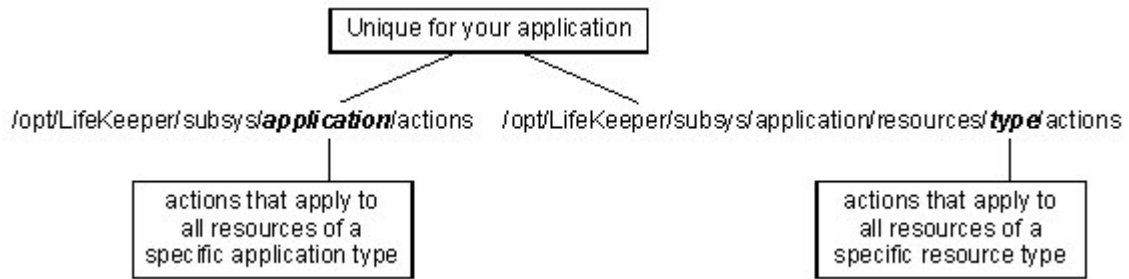 Unique for your application
/opt/LifeKeeper/subsys/application/actions /opt/LifeKeeper/subsys/application/resources/type/actions
actions that apply to
all resources of a
specific application type
actions that apply to
all resources of a
specific resource type